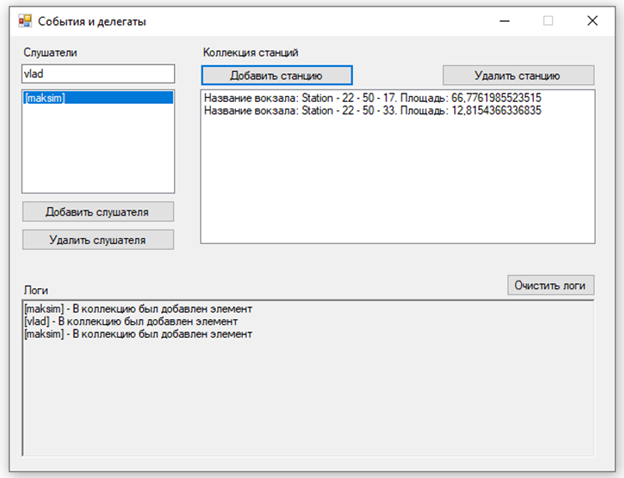 События и делегаты
Слушатели
vlad
[maksim]
Добавить слушателя
Удалить слушателя
Коллекция станций
Добавить станцию
Удалить станцию
Название вокзала: Station - 22 - 50 - 17. Площадь: 66,7761985523515
Название вокзала: Station - 22 - 50 - 33. Площадь: 12,8154366336835
Логи
Очистить логи
[maksim] - В коллекцию был добавлен элемент
[vlad] - В коллекцию был добавлен элемент
[maksim] - В коллекцию был добавлен элемент